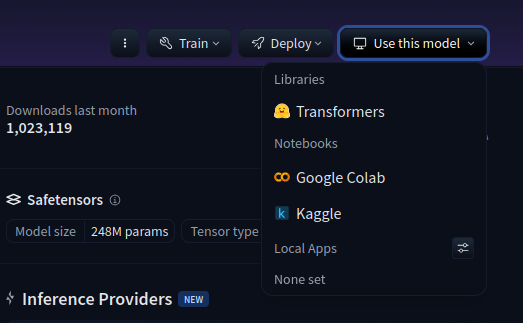 Train
Deploy
Use this model
Libraries
Transformers
Notebooks
Google Colab
Kaggle
Local Apps
None set
Downloads last month
1,023,119
Safetensors
Model size 248M params
Tensor type
Inference Providers NEW